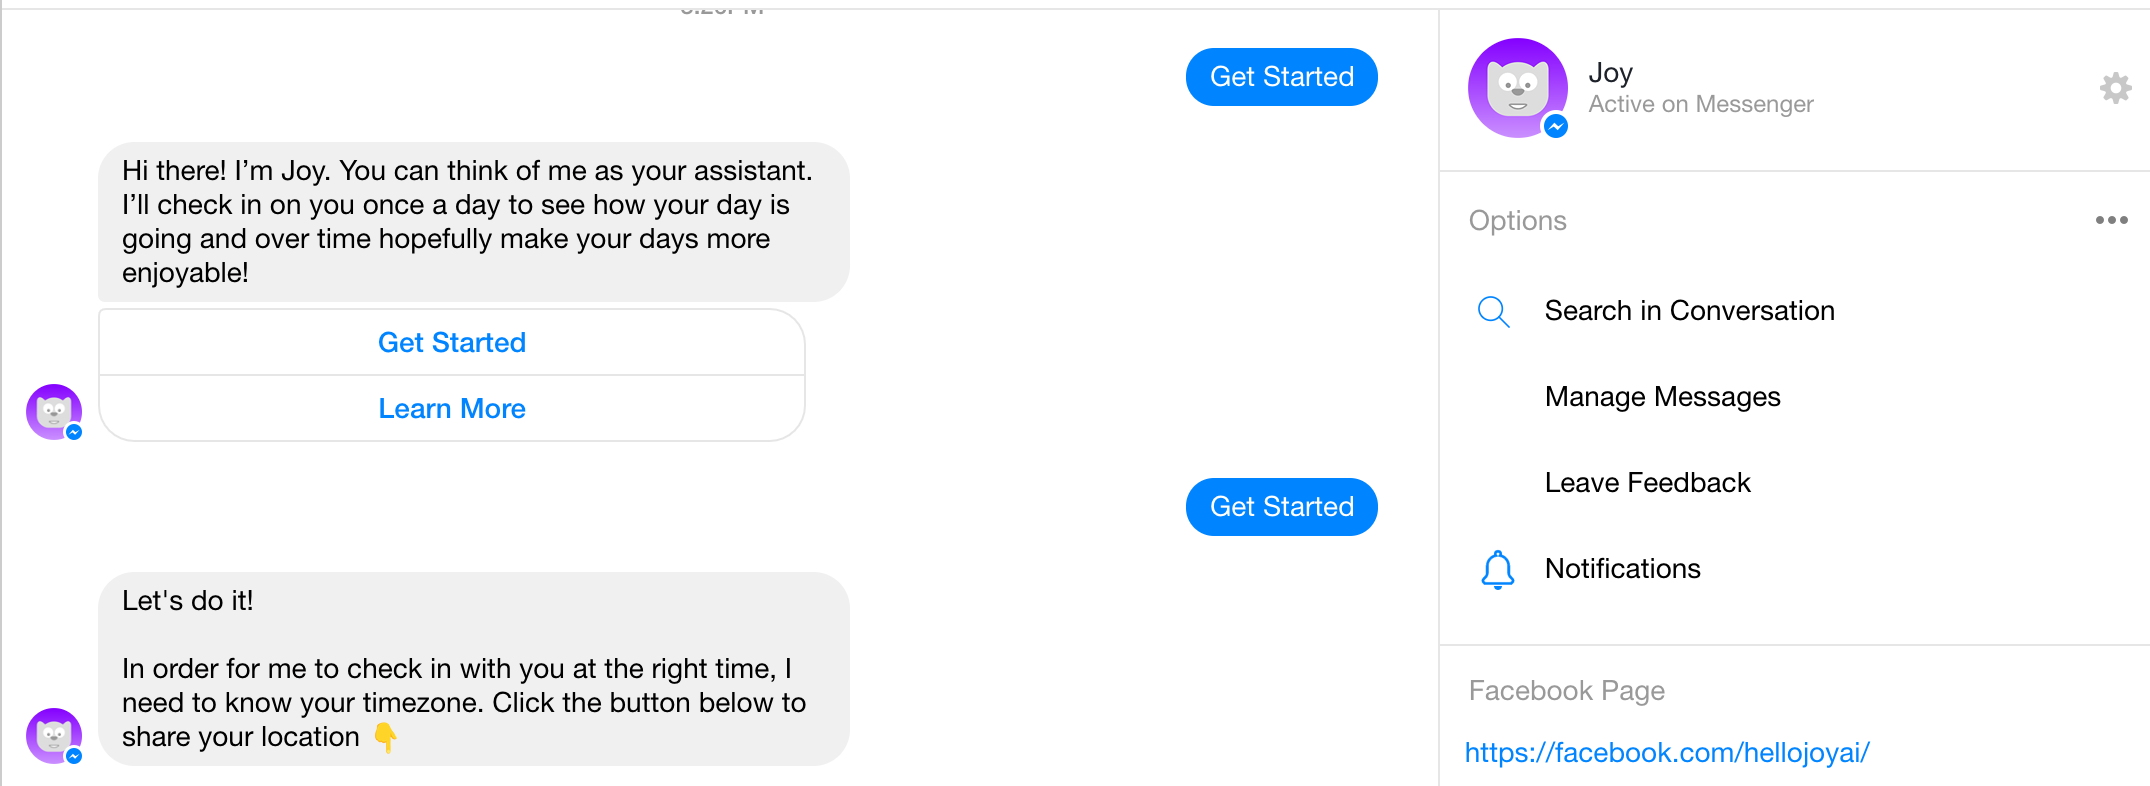 Get Started
Hi there! I’m Joy. You can think of me as your assistant.
I’ll check in on you once a day to see how your day is
going and over time hopefully make your days more
enjoyable!
Get Started
Learn More
Get Started
Let's do it!
In order for me to check in with you at the right time, I
need to know your timezone. Click the button below to
share your location 👇
Joy
Active on Messenger
Options
Search in Conversation
Manage Messages
Leave Feedback
Notifications
Facebook Page
https://facebook.com/hellojoyai/